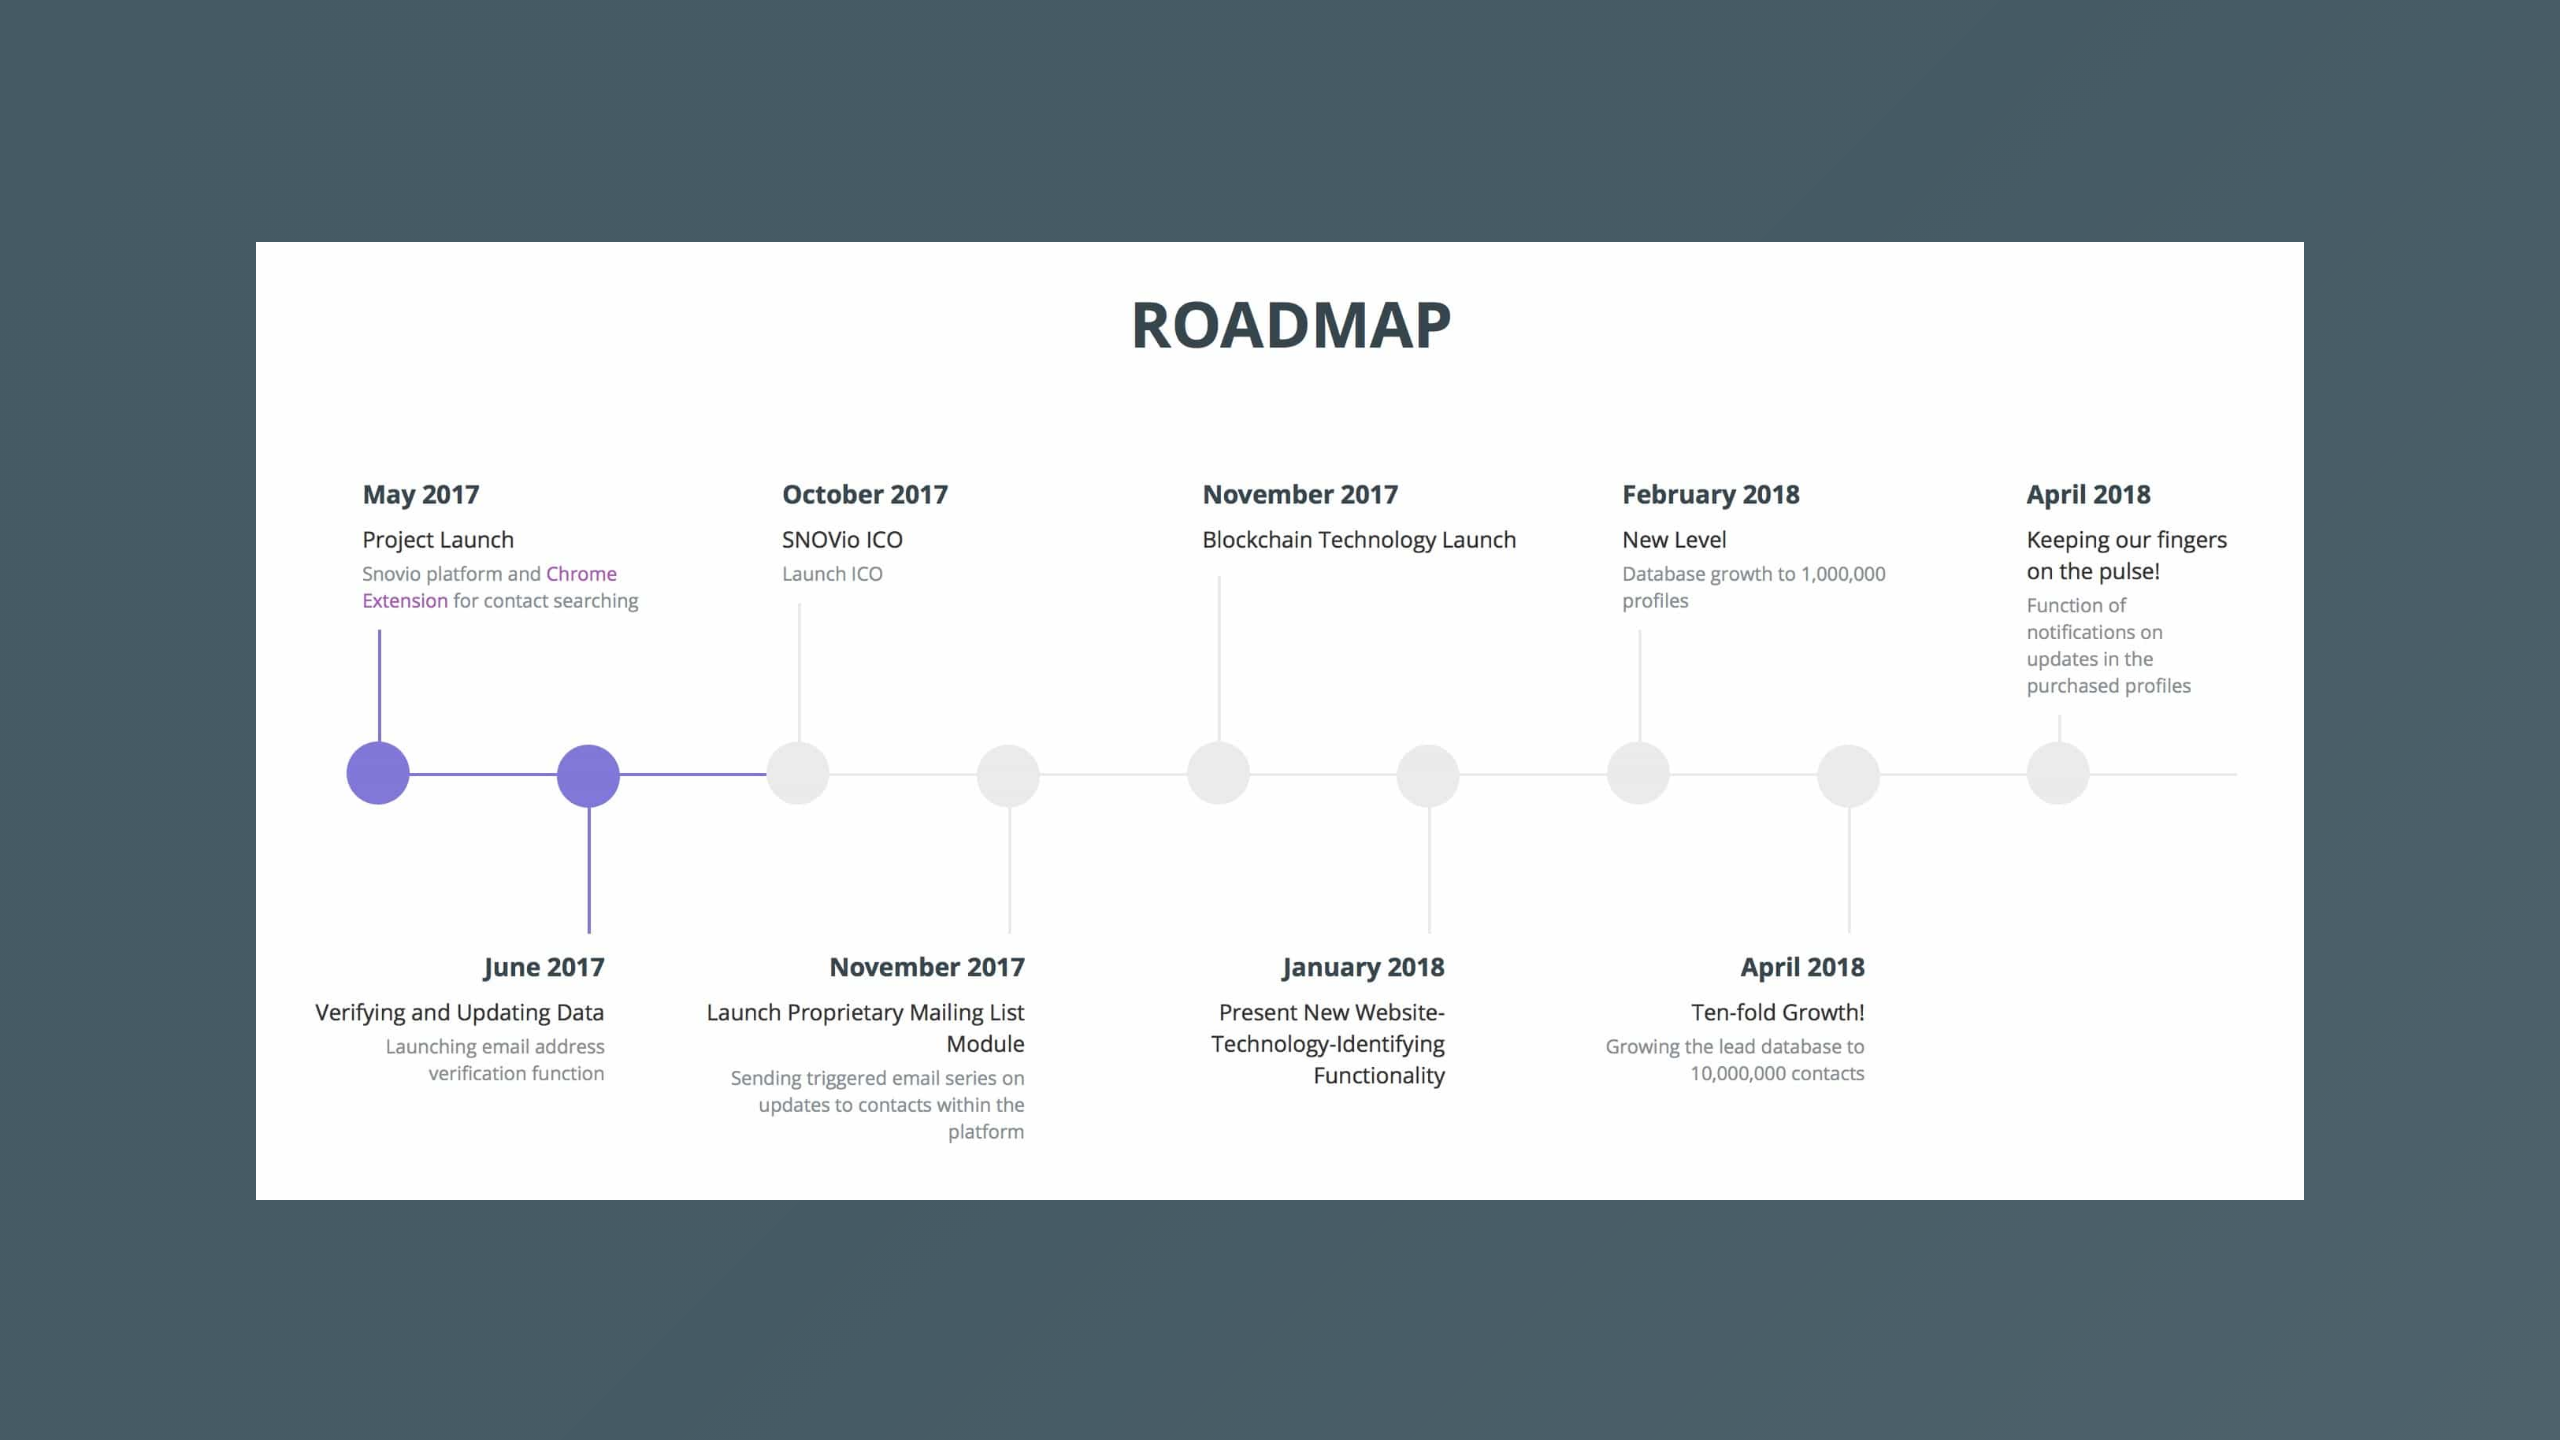 ROADMAP
May 2017
Project Launch
Snovio platform and Chrome
Extension for contact searching
October 2017
SNOVio ICO
Launch ICO
November 2017
Blockchain Technology Launch
February 2018
New Level
Database growth to 1,000,000
profiles
April 2018
Keeping our fingers
on the pulse!
Function of
notifications on
updates in the
purchased profiles
June 2017
Verifying and Updating Data
Launching email address
verification function
November 2017
Launch Proprietary Mailing List
Module
Sending triggered email series on
updates to contacts within the
platform
January 2018
Present New Website-
Technology-Identifying
Functionality
April 2018
Ten-fold Growth!
Growing the lead database to
10,000,000 contacts